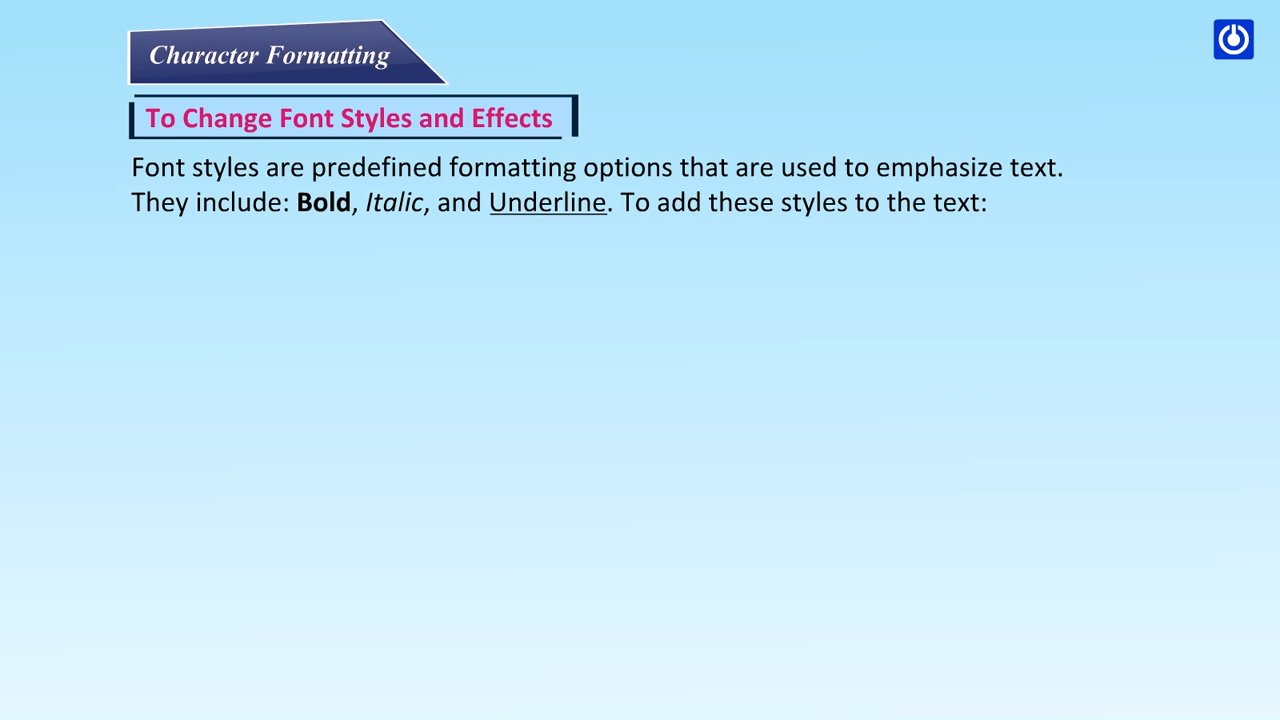 Character Formatting
To Change Font Styles and Effects
Font styles are predefined formatting options that are used to emphasize text.
They include: Bold, Italic, and Underline. To add these styles to the text: